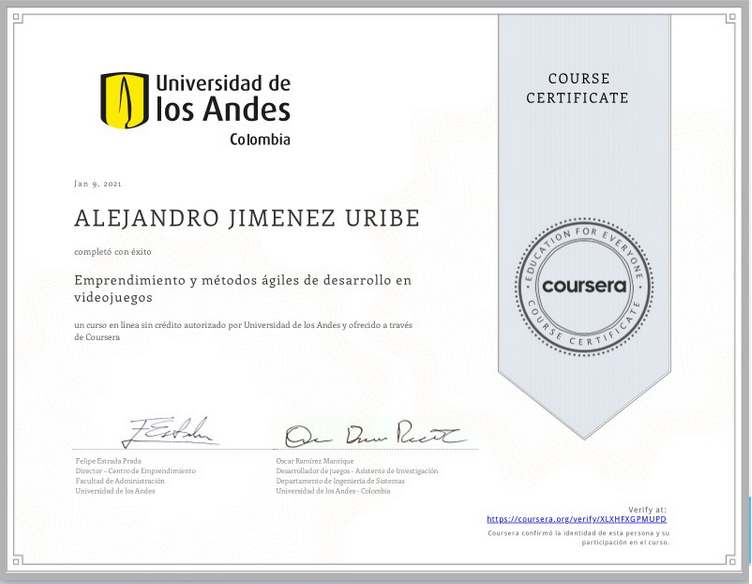 Universidad de
los Andes
Colombia
COURSE
CERTIFICATE
Jan 9, 2021
ALEJANDRO JIMENEZ URIBE
completó con éxito
Emprendimiento y métodos ágiles de desarrollo en
videojuegos
un curso en línea sin crédito autorizado por Universidad de los Andes y ofrecido a través
de Coursera
EDUCATION FOR EVERYONE
coursera
COURSE CERTIFICATE
Felipe Estrada Prada
Director – Centro de Emprendimiento
Facultad de Administración
Universidad de los Andes
Oscar Ramirez Manrique
Desarrollador de juegos - Asistente de Investigación
Departamento de Ingeniería de Sistemas
Universidad de los Andes - Colombia
Verify at:
https://coursera.org/verify/XLXHFXGPMUPD
Coursera confirmó la identidad de esta persona y su
participación en el curso.